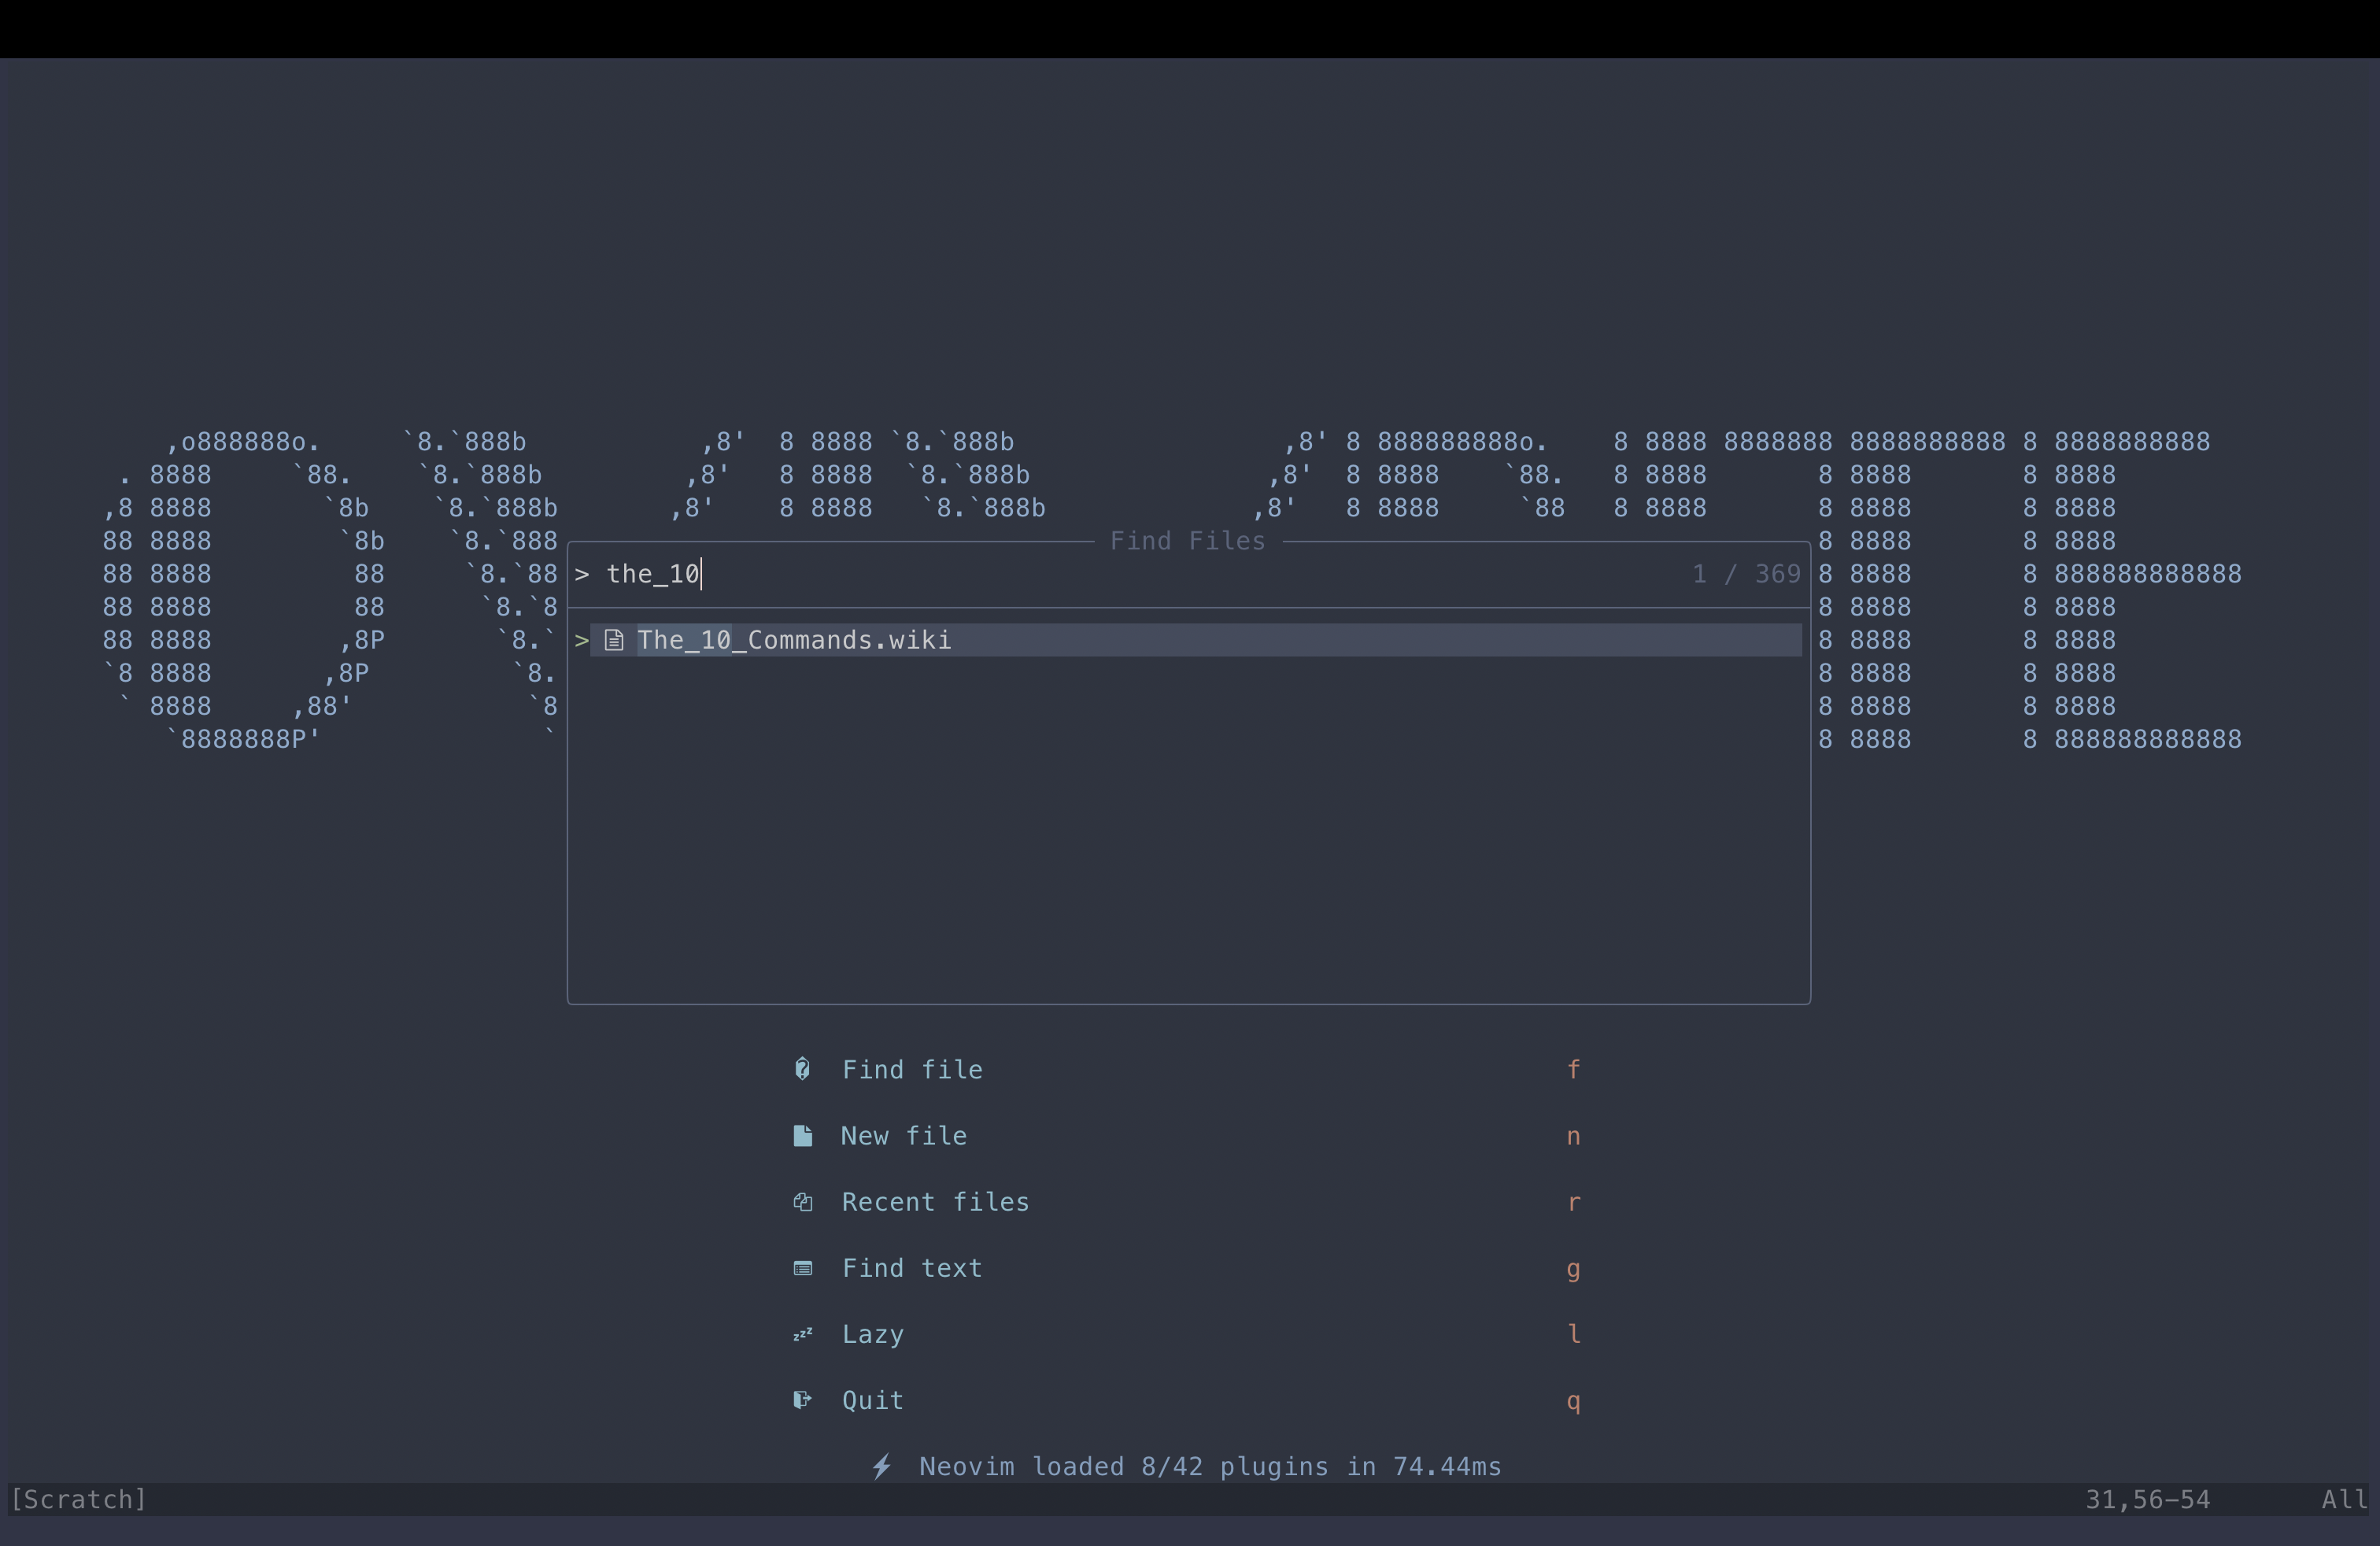 ,o888888o.     `8.`888b           ,8'  8 8888 `8.`888b                 ,8' 8 888888888o.    8 8888 8888888 8888888888 8 8888888888
. 8888     `88.    `8.`888b         ,8'   8 8888  `8.`888b               ,8'  8 8888    `88.   8 8888       8 8888       8 8888
,8 8888       `8b    `8.`888b       ,8'    8 8888   `8.`888b             ,8'   8 8888     `88   8 8888       8 8888       8 8888
88 8888        `8b    `8.`888 Find Files 8 8888       8 8888
88 8888         88     `8.`88 > the_10 1 / 369 8 8888       8 888888888888
88 8888         88      `8.`8 8 8888       8 8888
88 8888        ,8P       `8.` > The_10_Commands.wiki 8 8888       8 8888
`8 8888       ,8P         `8. 8 8888       8 8888
` 8888     ,88'            `8 8 8888       8 8888
`8888888P'               ` 8 8888       8 888888888888
Find file f
New file n
Recent files r
Find text g
Lazy l
Quit q
Neovim loaded 8/42 plugins in 74.44ms
[Scratch] 31,56-54 All